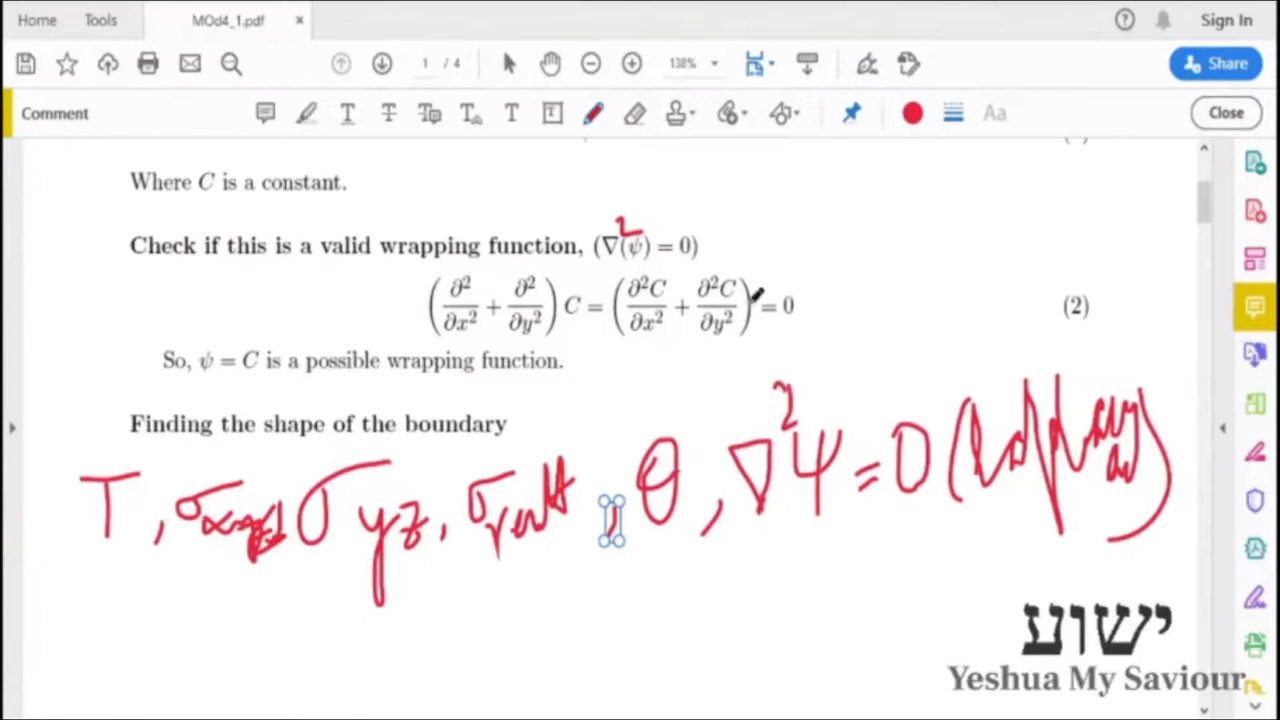 Home Tools MOd4_1.pdf × Sign In
1 / 4 138% Share
Comment Aa Close
Where C is a constant.
2
Check if this is a valid wrapping function, (∇(ψ) = 0)
(∂²/∂x² + ∂²/∂y²) C = (∂²C/∂x² + ∂²C/∂y²) = 0 (2)
So, ψ = C is a possible wrapping function.
Finding the shape of the boundary
T, σ σyz, σ , θ, ∇²ψ = 0
ישוע
Yeshua My Saviour